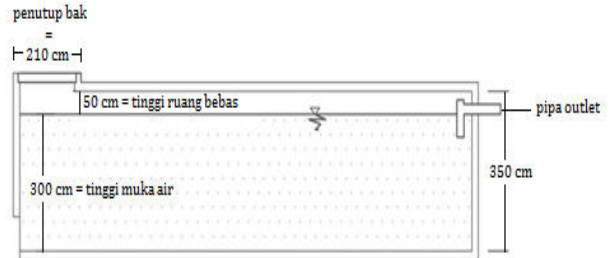 penutup bak
=
210 cm
50 cm = tinggi ruang bebas
pipa outlet
350 cm
300 cm = tinggi muka air